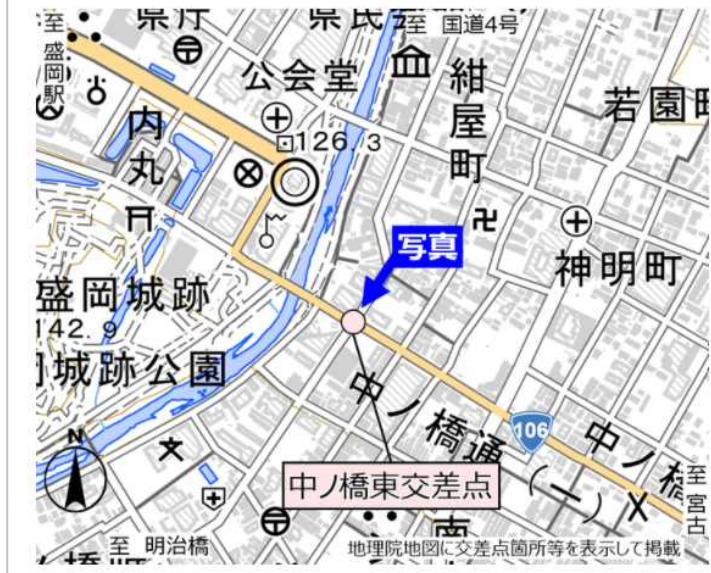 県庁
県民
至 国道4号
至 盛岡駅
公会堂
紺屋町
若園町
内丸
126.3
写真
神明町
盛岡城跡
142.9
城跡公園
中ノ橋通(一)
106
中ノ橋
至 宮古
N
中ノ橋東交差点
南
至 明治橋
地理院地図に交差点箇所等を表示して掲載